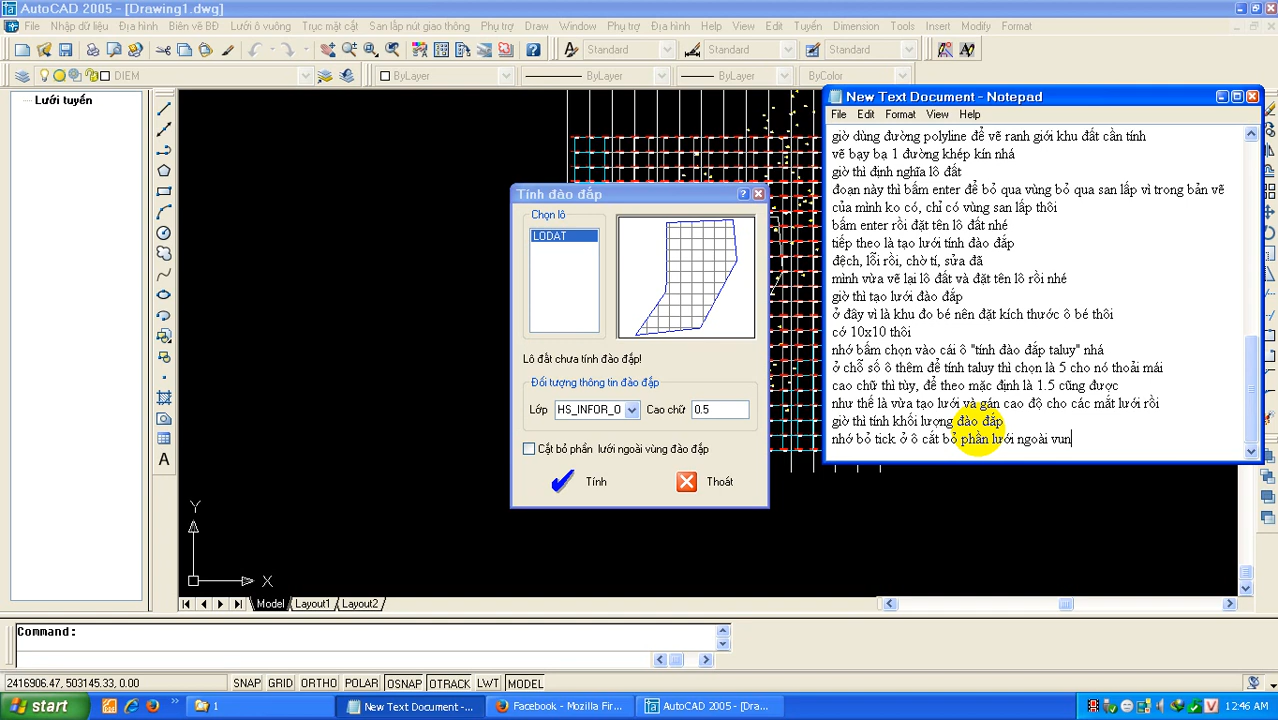 AutoCAD 2005 - [Drawing1.dwg]
File Nhập dữ liệu Địa hình Biên vẽ BĐ Lưới ô vuông Trục mặt cắt San lấp nút giao thông Phụ trợ Draw Window Phụ trợ Địa hình Help View Edit Tuyến Dimension Tools Insert Modify Format
Standard Standard Standard
DIEM ByLayer ByLayer ByLayer ByColor
Lưới tuyến
New Text Document - Notepad
File Edit Format View Help
giờ dùng đường polyline để vẽ ranh giới khu đất cần tính
vẽ bạy bạ 1 đường khép kín nhá
giờ thì định nghĩa lô đất
đoạn này thì bấm enter để bỏ qua vùng bỏ qua san lấp vì trong bản vẽ
của mình ko có, chỉ có vùng san lấp thôi
bấm enter rồi đặt tên lô đất nhé
tiếp theo là tạo lưới tính đào đắp
đệch, lỗi rồi, chờ tí, sửa đã
mình vừa vẽ lại lô đất và đặt tên lô rồi nhé
giờ thì tạo lưới đào đắp
ở đây vì là khu đo bé nên đặt kích thước ô bé thôi
cớ 10x10 thôi
nhớ bấm chọn vào cái ô "tính đào đắp taluy" nhá
ở chỗ sô ô thêm để tính taluy thì chọn là 5 cho nó thoải mái
cao chữ thì tùy, để theo mặc định là 1.5 cũng được
như thế là vừa tạo lưới và gán cao độ cho các mắt lưới rồi
giờ thì tính khối lượng đào đắp
nhớ bỏ tick ở ô cắt bỏ phần lưới ngoài vun
Tính đào đắp
Chọn lô
LODAT
Lô đất chưa tính đào đắp!
Đối tượng thông tin đào đắp
Lớp HS_INFOR_0 Cao chữ 0.5
Cắt bỏ phần lưới ngoài vùng đào đắp
Tính Thoát
Y
X
Model Layout1 Layout2
Command:
2416906.47, 503145.33, 0.00 SNAP GRID ORTHO POLAR OSNAP OTRACK LWT MODEL
start 1 New Text Document -... Facebook - Mozilla Fir... AutoCAD 2005 - [Dra... V 12:46 AM